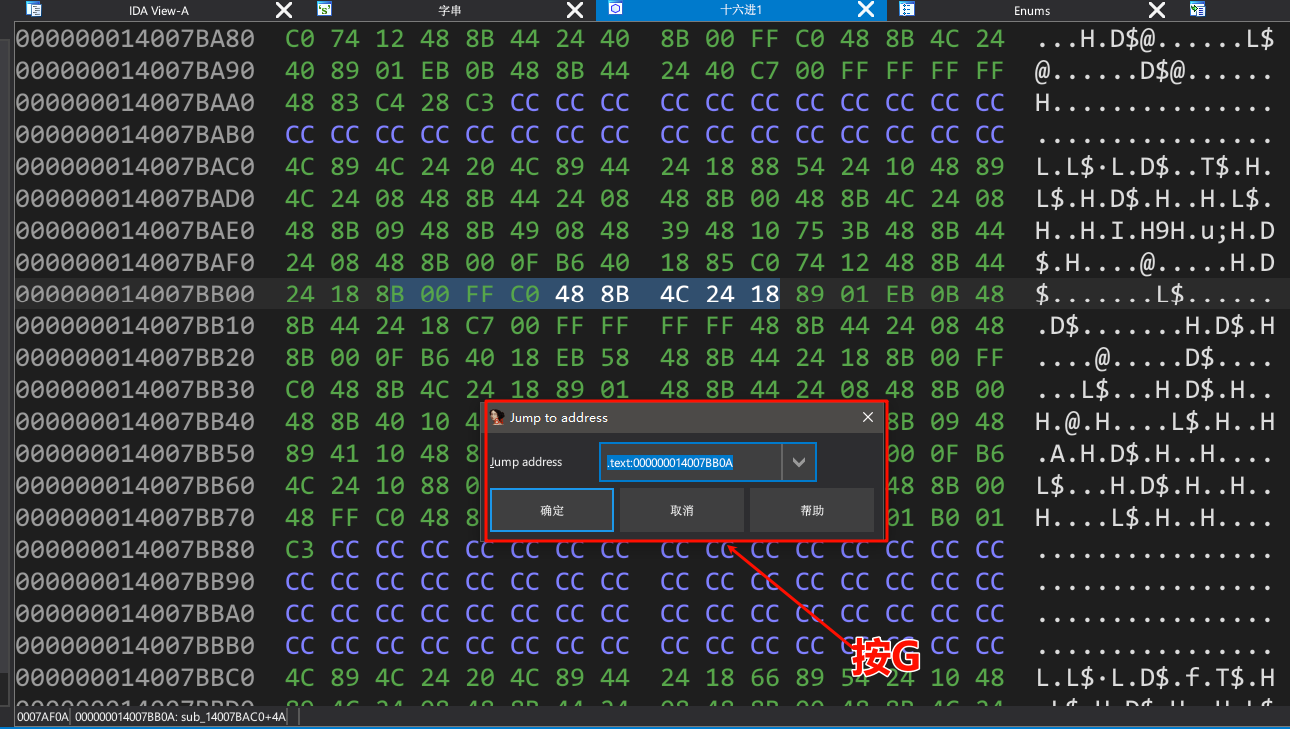 IDA View-A 字串 十六进1 Enums
000000014007BA80 C0 74 12 48 8B 44 24 40 8B 00 FF C0 48 8B 4C 24 ...H.D$@......L$
000000014007BA90 40 89 01 EB 0B 48 8B 44 24 40 C7 00 FF FF FF FF @......D$@......
000000014007BAA0 48 83 C4 28 C3 CC CC CC CC CC CC CC CC CC CC CC H...............
000000014007BAB0 CC CC CC CC CC CC CC CC CC CC CC CC CC CC CC CC ................
000000014007BAC0 4C 89 4C 24 20 4C 89 44 24 18 88 54 24 10 48 89 L.L$·L.D$..T$.H.
000000014007BAD0 4C 24 08 48 8B 44 24 08 48 8B 00 48 8B 4C 24 08 L$.H.D$.H..H.L$.
000000014007BAE0 48 8B 09 48 8B 49 08 48 39 48 10 75 3B 48 8B 44 H..H.I.H9H.u;H.D
000000014007BAF0 24 08 48 8B 00 0F B6 40 18 85 C0 74 12 48 8B 44 $.H....@.....H.D
000000014007BB00 24 18 8B 00 FF C0 48 8B 4C 24 18 89 01 EB 0B 48 $.......L$......
000000014007BB10 8B 44 24 18 C7 00 FF FF FF FF 48 8B 44 24 08 48 .D$.......H.D$.H
000000014007BB20 8B 00 0F B6 40 18 EB 58 48 8B 44 24 18 8B 00 FF ....@.....D$....
000000014007BB30 C0 48 8B 4C 24 18 89 01 48 8B 44 24 08 48 8B 00 ...L$...H.D$.H..
000000014007BB40 48 8B 40 10 8B 09 48 H.@.H....L$.H..H
000000014007BB50 89 41 10 48 0F B6 .A.H.D$.H..H....
000000014007BB60 4C 24 10 88 48 8B 00 L$...H.D$.H..H..
000000014007BB70 48 FF C0 48 01 B0 01 H....L$.H..H....
000000014007BB80 C3 CC CC CC CC CC CC CC CC CC CC CC CC CC CC CC ................
000000014007BB90 CC CC CC CC CC CC CC CC CC CC CC CC CC CC CC CC ................
000000014007BBA0 CC CC CC CC CC CC CC CC CC CC CC CC CC CC CC CC ................
000000014007BBB0 CC CC CC CC CC CC CC CC CC CC CC CC CC CC ................
000000014007BBC0 4C 89 4C 24 20 4C 89 44 24 18 66 89 54 24 10 48 L.L$·L.D$.f.T$.H
Jump to address
Jump address .text:000000014007BB0A
确定 取消 帮助
按G
0007AF0A 000000014007BB0A: sub_14007BAC0+4A